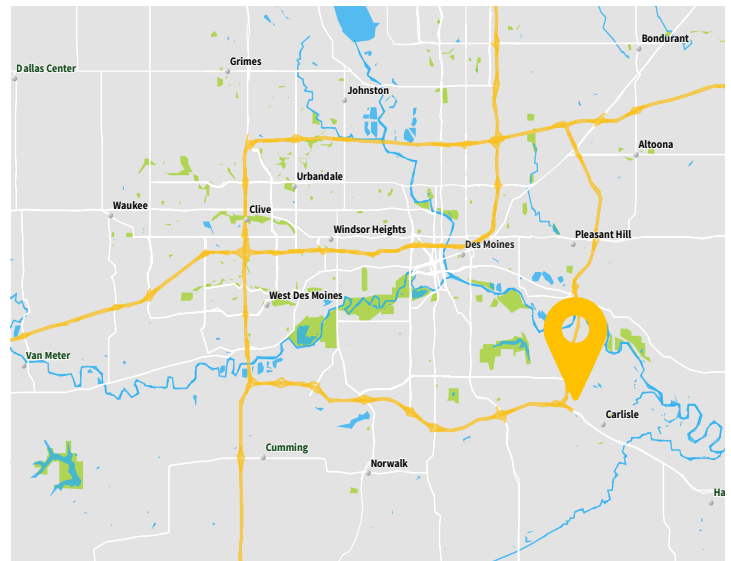 Bondurant
Grimes
Dallas Center
Johnston
Altoona
Urbandale
Waukee
Clive
Windsor Heights
Pleasant Hill
Des Moines
West Des Moines
Van Meter
Carlisle
Cumming
Norwalk
Ha